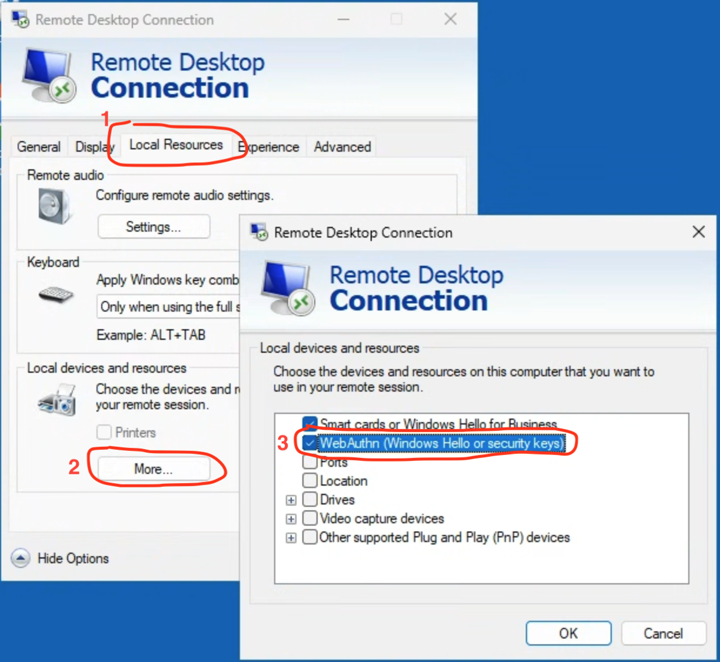 Remote Desktop Connection
Remote Desktop
Connection
1
General Display Local Resources Experience Advanced
Remote audio
Configure remote audio settings.
Settings...
Keyboard
Apply Windows key comb
Only when using the full s
Example: ALT+TAB
Local devices and resources
Choose the devices and r
your remote session.
Printers
2
More...
Hide Options
Remote Desktop Connection
Remote Desktop
Connection
Local devices and resources
Choose the devices and resources on this computer that you want to
use in your remote session.
Smart cards or Windows Hello for Business
3 WebAuthn (Windows Hello or security keys)
Ports
Location
Drives
Video capture devices
Other supported Plug and Play (PnP) devices
OK
Cancel